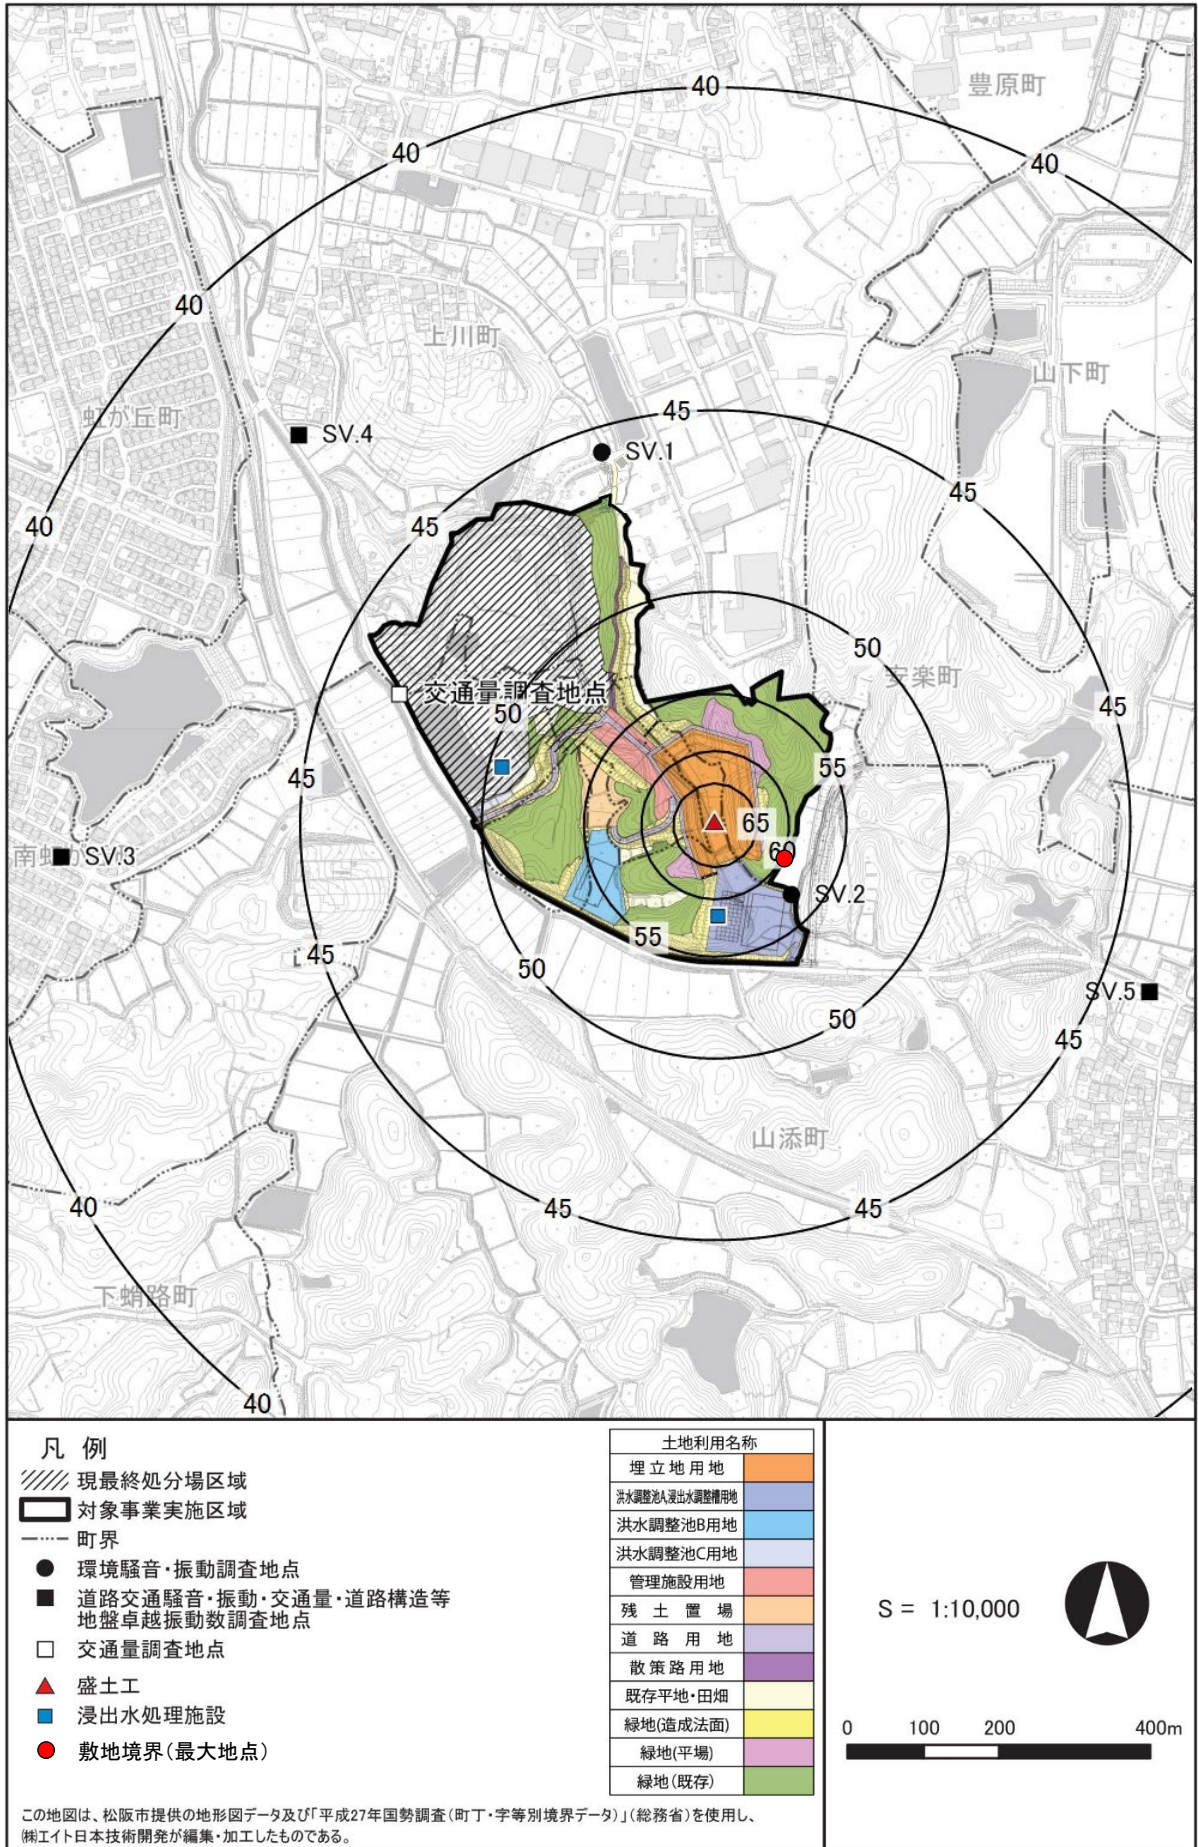 40
豊原町
40
40
40
上川町
山下町
虹が丘町
45
SV.4
SV.1
45
40
45
50
安楽町
交通量調査地点
50
45
55
45
65
60
南虹が
SV.3
SV.2
55
45
50
SV.5
50
45
山添町
40
45
45
下蛸路町
40
凡 例
現最終処分場区域
対象事業実施区域
町界
環境騒音・振動調査地点
道路交通騒音・振動・交通量・道路構造等
地盤卓越振動数調査地点
交通量調査地点
盛土工
浸出水処理施設
敷地境界(最大地点)
土地利用名称
埋立地用地
洪水調整池A,浸出水調整槽用地
洪水調整池B用地
洪水調整池C用地
管理施設用地
残土置場
道路用地
散策路用地
既存平地・田畑
緑地(造成法面)
緑地(平場)
緑地(既存)
S = 1:10,000
0 100 200 400m
この地図は、松阪市提供の地形図データ及び「平成27年国勢調査(町丁・字等別境界データ)」(総務省)を使用し、
㈱エイト日本技術開発が編集・加工したものである。